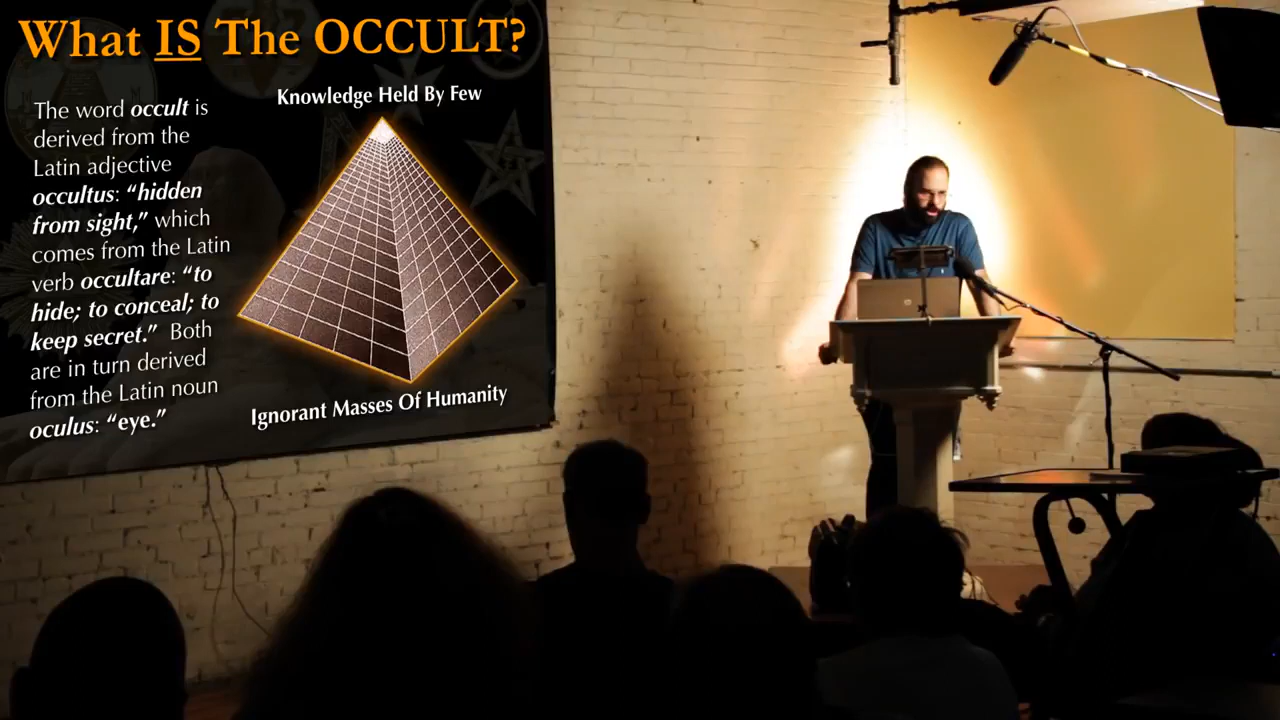 What IS The OCCULT?
The word occult is
derived from the
Latin adjective
occultus: “hidden
from sight,” which
comes from the Latin
verb occultare: “to
hide; to conceal; to
keep secret.” Both
are in turn derived
from the Latin noun
oculus: “eye.”
Knowledge Held By Few
Ignorant Masses Of Humanity